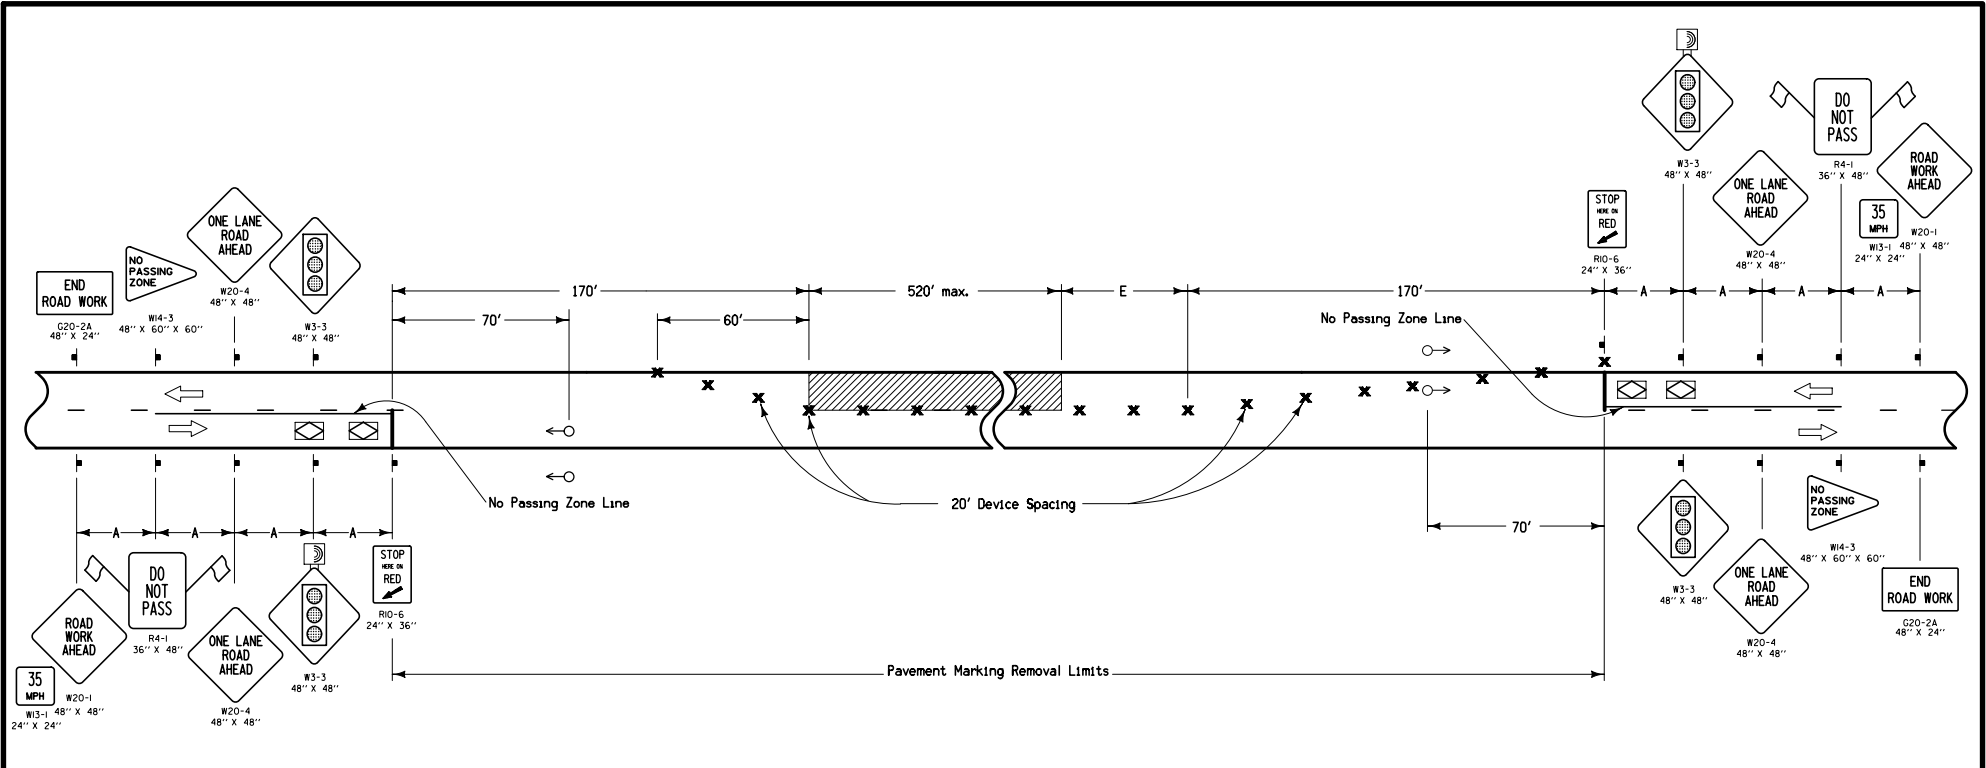 W3-3
48'' X 48''
DO
NOT
PASS
R4-1
36'' X 48''
ROAD
WORK
AHEAD
W20-1
48'' X 48''
35
MPH
W13-1
24'' X 24''
ONE LANE
ROAD
AHEAD
W20-4
48'' X 48''
STOP
HERE ON
RED
R10-6
24'' X 36''
END
ROAD WORK
G20-2A
48'' X 24''
NO
PASSING
ZONE
W14-3
48'' X 60'' X 60''
ONE LANE
ROAD
AHEAD
W20-4
48'' X 48''
W3-3
48'' X 48''
170'
520' max.
E
170'
A
A
A
A
70'
60'
No Passing Zone Line
X X X X X X X X X X X X X X X X X X
No Passing Zone Line
20' Device Spacing
70'
A
A
A
A
ROAD
WORK
AHEAD
W20-1
48'' X 48''
35
MPH
W13-1
24'' X 24''
DO
NOT
PASS
R4-1
36'' X 48''
ONE LANE
ROAD
AHEAD
W20-4
48'' X 48''
W3-3
48'' X 48''
STOP
HERE ON
RED
R10-6
24'' X 36''
Pavement Marking Removal Limits
W3-3
48'' X 48''
ONE LANE
ROAD
AHEAD
W20-4
48'' X 48''
NO
PASSING
ZONE
W14-3
48'' X 60'' X 60''
END
ROAD WORK
G20-2A
48'' X 24''